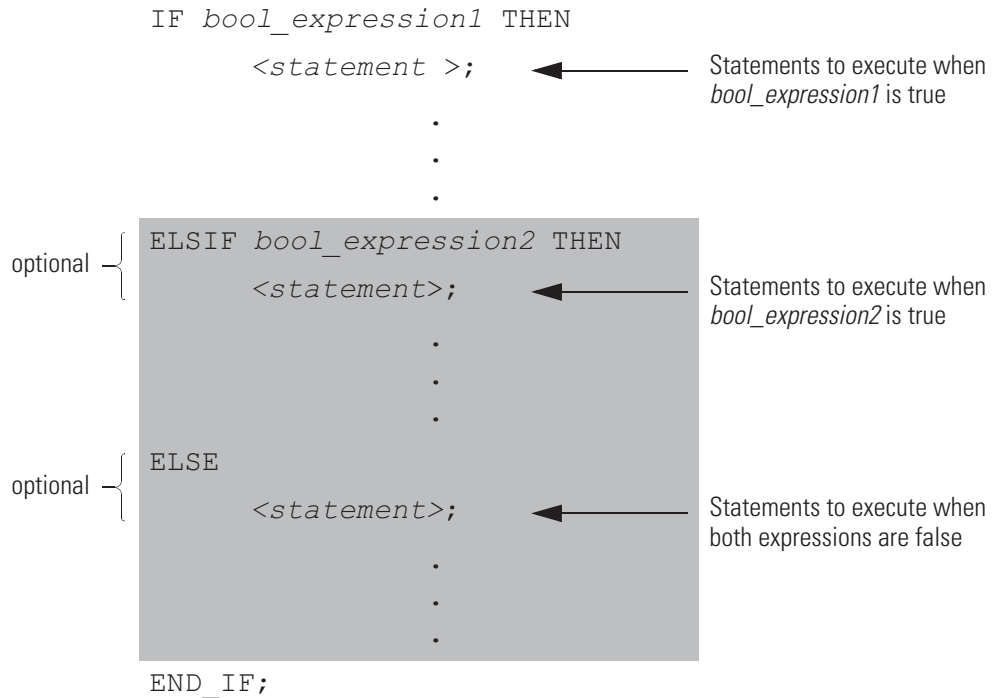 IF bool_expression1 THEN
<statement >;
Statements to execute when
bool_expression1 is true
.
.
.
optional
ELSIF bool_expression2 THEN
<statement>;
Statements to execute when
bool_expression2 is true
.
.
.
optional
ELSE
<statement>;
Statements to execute when
both expressions are false
.
.
.
END_IF;